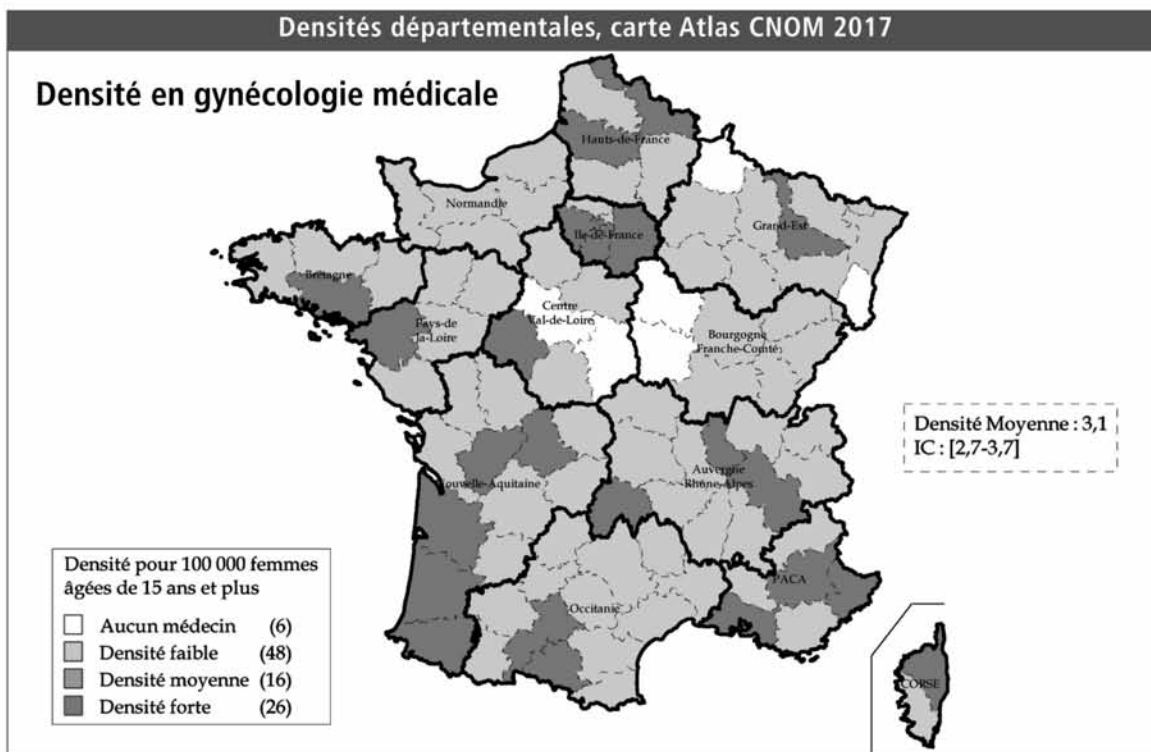 Densités départementales, carte Atlas CNOM 2017
Densité en gynécologie médicale
Hauts-de-France
Normandie
Ile-de-France
Grand-Est
Bretagne
Pays-de
la-Loire
Centre
Val-de-Loire
Bourgogne
Franche-Comté
Densité Moyenne : 3,1
IC : [2,7-3,7]
Nouvelle-Aquitaine
Auvergne
Rhône-Alpes
PACA
Occitanie
CORSE
Densité pour 100 000 femmes
âgées de 15 ans et plus
Aucun médecin (6)
Densité faible (48)
Densité moyenne (16)
Densité forte (26)